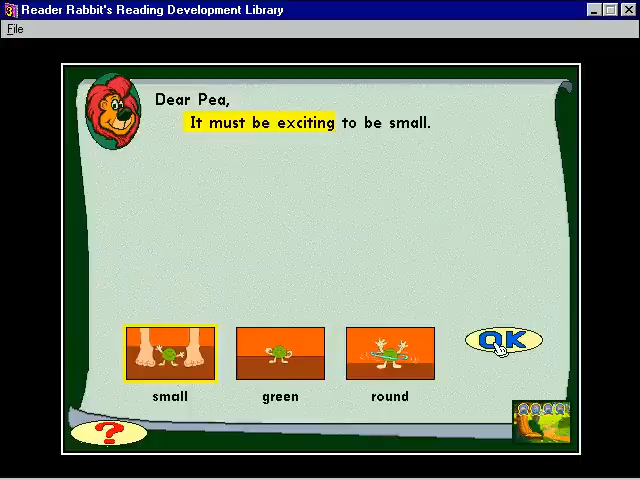 Reader Rabbit's Reading Development Library
File
Dear Pea,
It must be exciting to be small.
OK
small green round
?